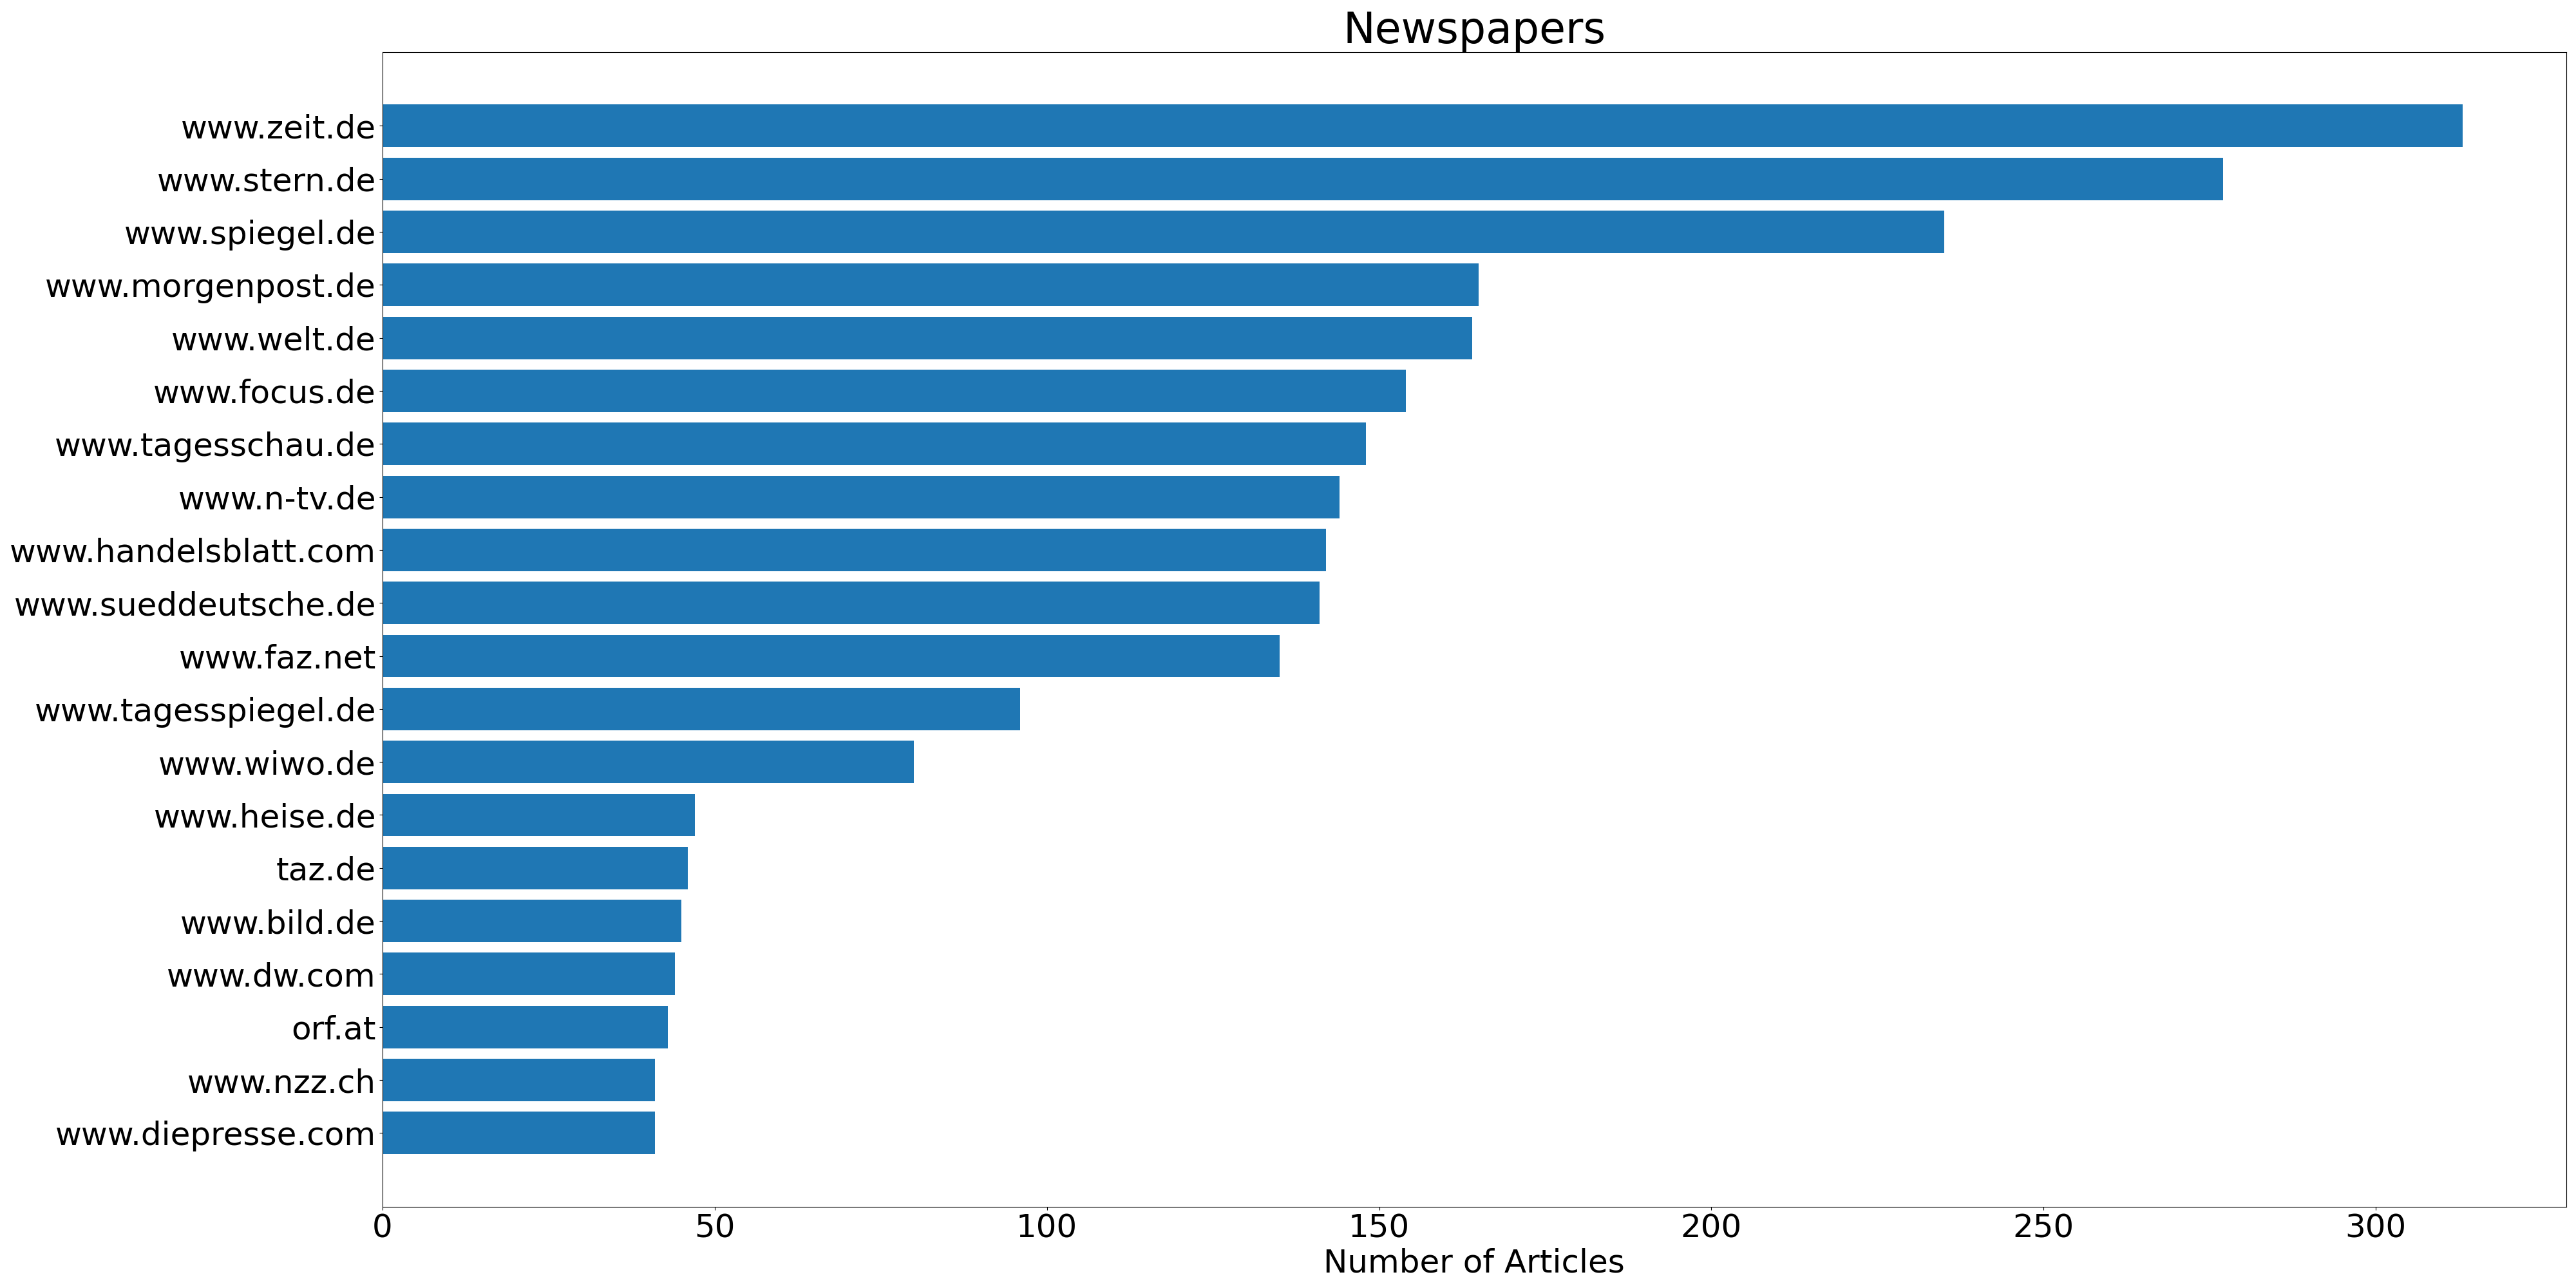 Newspapers
www.zeit.de
www.stern.de
www.spiegel.de
www.morgenpost.de
www.welt.de
www.focus.de
www.tagesschau.de
www.n-tv.de
www.handelsblatt.com
www.sueddeutsche.de
www.faz.net
www.tagesspiegel.de
www.wiwo.de
www.heise.de
taz.de
www.bild.de
www.dw.com
orf.at
www.nzz.ch
www.diepresse.com
0 50 100 150 200 250 300
Number of Articles